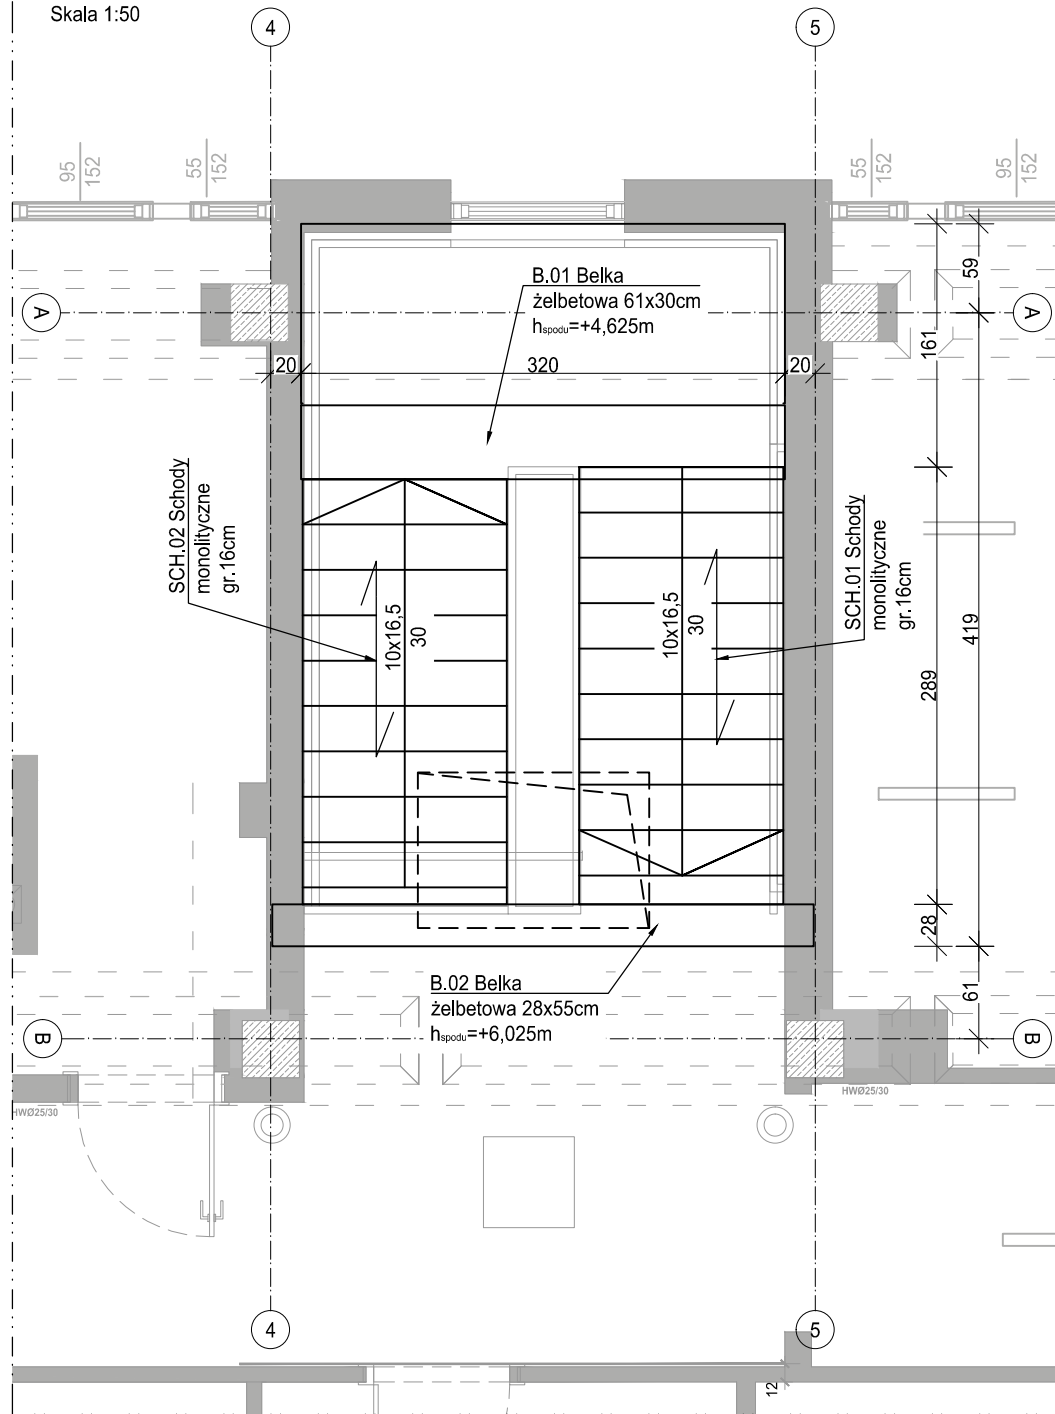 Skala 1:50
4
5
95
152
55
152
55
152
95
152
B.01 Belka
żelbetowa 61x30cm
hspodu=+4,625m
A
A
59
161
20
320
20
SCH.02 Schody
monolityczne
gr.16cm
10x16,5
30
10x16,5
30
SCH.01 Schody
monolityczne
gr.16cm
419
289
28
61
B.02 Belka
żelbetowa 28x55cm
hspodu=+6,025m
B
B
HWØ25/30
HWØ25/30
4
5
12